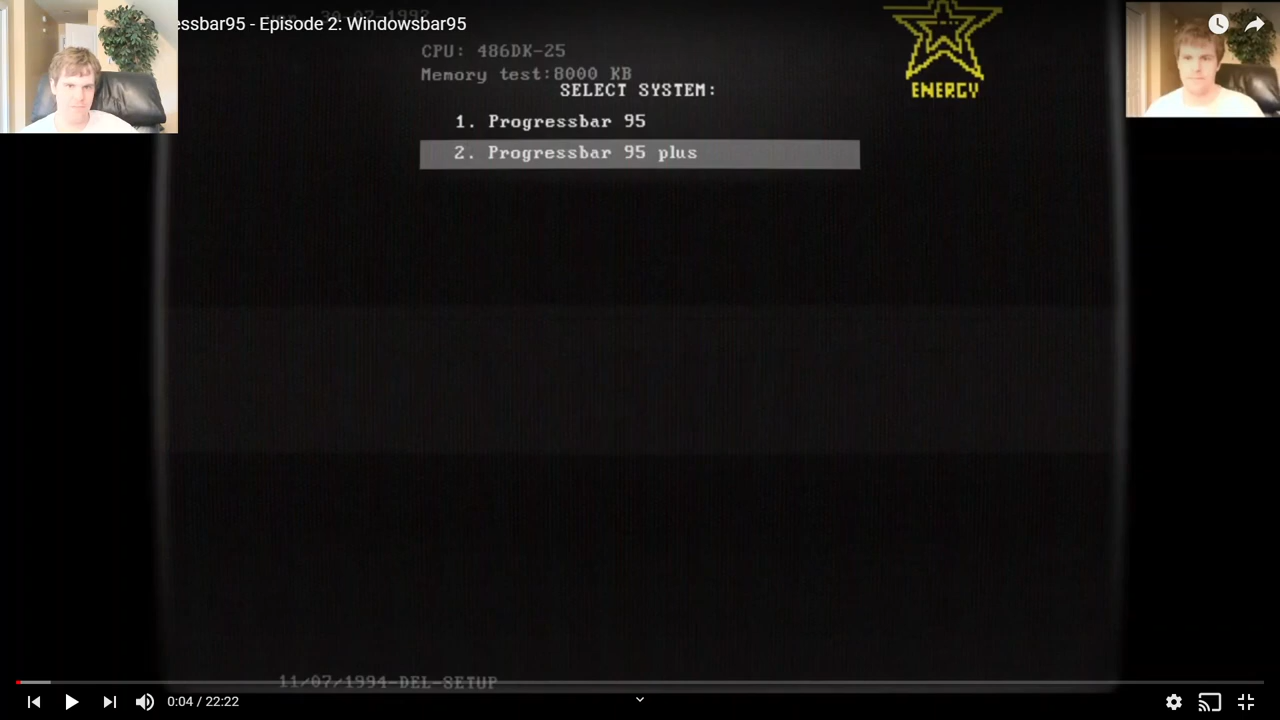 essbar95 - Episode 2: Windowsbar95
CPU: 486DK-25
Memory test:8000 KB
ENERGY
SELECT SYSTEM:
1. Progressbar 95
2. Progressbar 95 plus
11/07/1994-DEL-SETUP
0:04 / 22:22